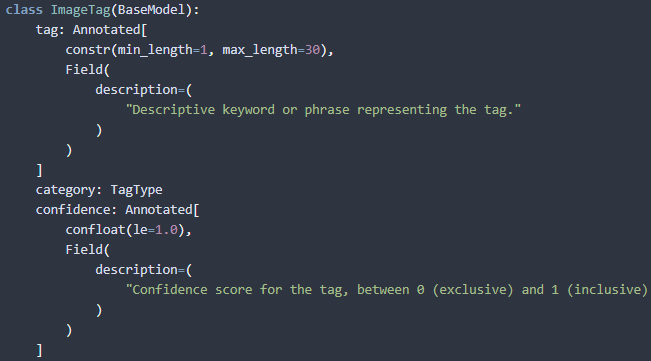 class ImageTag(BaseModel):
    tag: Annotated[
        constr(min_length=1, max_length=30),
        Field(
            description=(
                "Descriptive keyword or phrase representing the tag."
            )
        )
    ]
    category: TagType
    confidence: Annotated[
        confloat(le=1.0),
        Field(
            description=(
                "Confidence score for the tag, between 0 (exclusive) and 1 (inclusive)
            )
        )
    ]